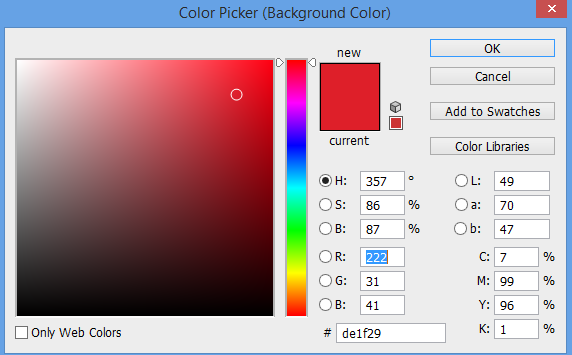 Color Picker (Background Color)
new
current
OK
Cancel
Add to Swatches
Color Libraries
H: 357 °
S: 86 %
B: 87 %
R: 222
G: 31
B: 41
L: 49
a: 70
b: 47
C: 7 %
M: 99 %
Y: 96 %
K: 1 %
Only Web Colors
# de1f29